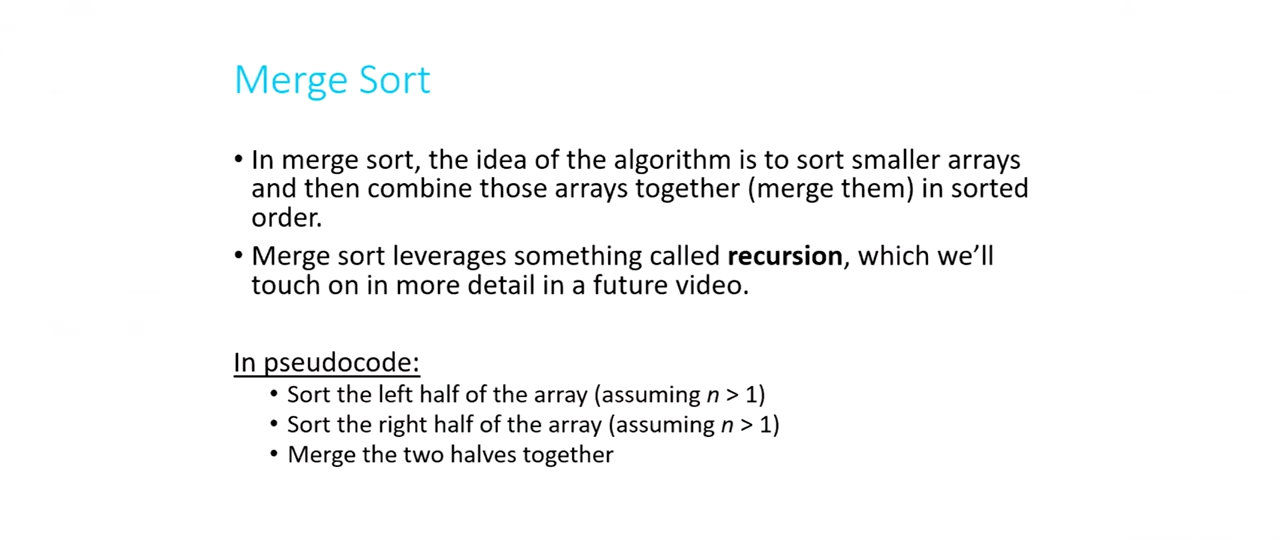 Merge Sort
• In merge sort, the idea of the algorithm is to sort smaller arrays
and then combine those arrays together (merge them) in sorted
order.
• Merge sort leverages something called recursion, which we’ll
touch on in more detail in a future video.
In pseudocode:
• Sort the left half of the array (assuming n > 1)
• Sort the right half of the array (assuming n > 1)
• Merge the two halves together